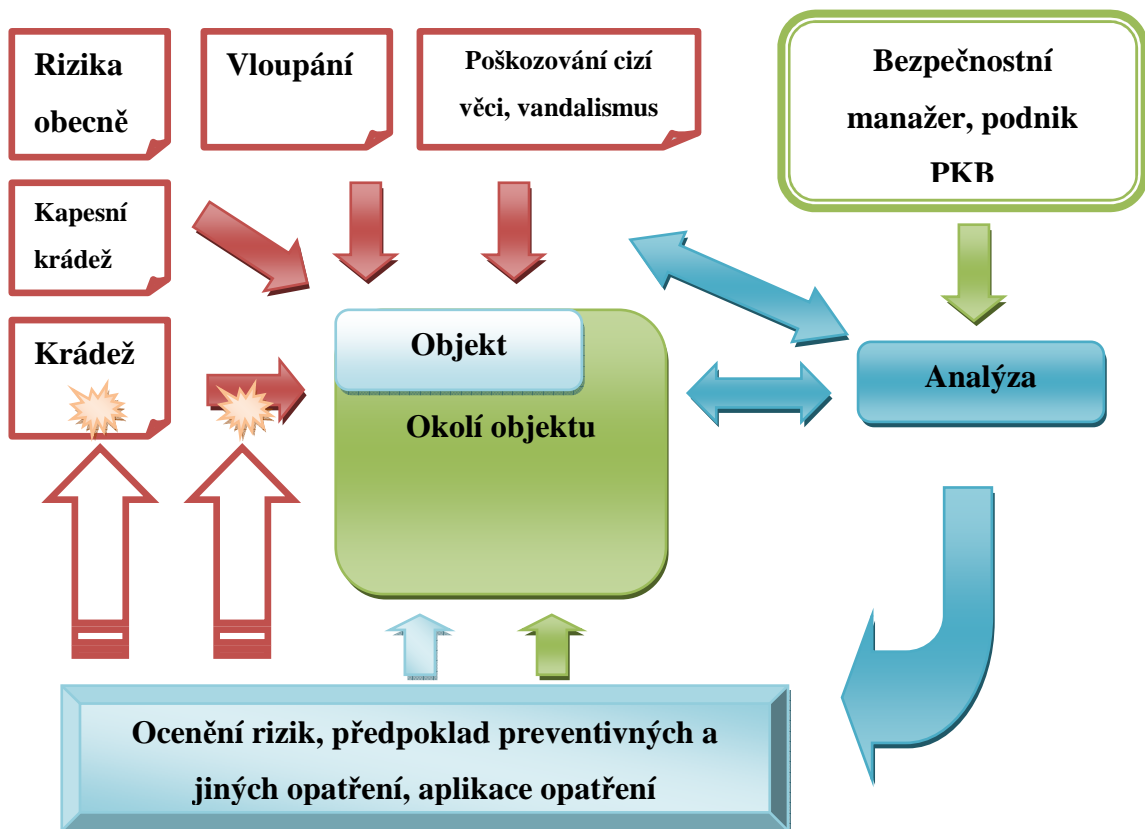 Rizika
obecně
Vloupání
Poškozování cizí
věci, vandalismus
Bezpečnostní
manažer, podnik
PKB
Kapesní
krádež
Krádež
Objekt
Okolí objektu
Analýza
Ocenění rizik, předpoklad preventivných a
jiných opatření, aplikace opatření